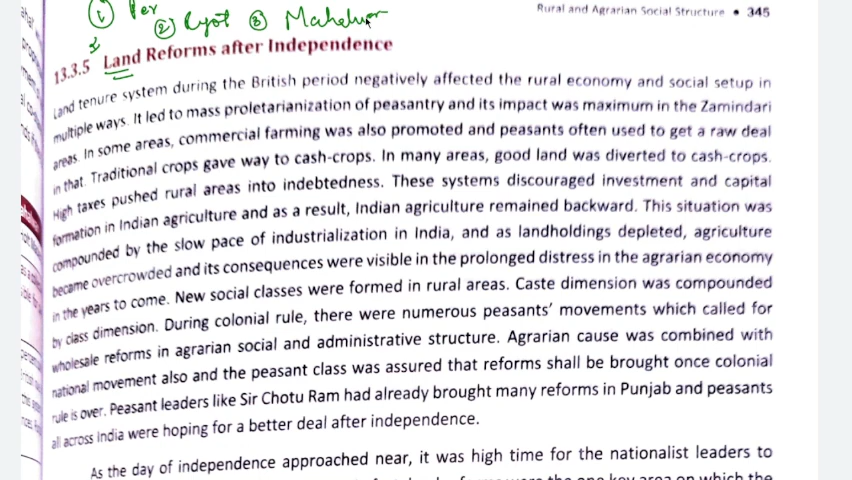 Rural and Agrarian Social Structure • 345
① Per
② Ryot ③ Mahalwar
13.3.5 Land Reforms after Independence
Land tenure system during the British period negatively affected the rural economy and social setup in
multiple ways. It led to mass proletarianization of peasantry and its impact was maximum in the Zamindari
areas. In some areas, commercial farming was also promoted and peasants often used to get a raw deal
in that. Traditional crops gave way to cash-crops. In many areas, good land was diverted to cash-crops.
High taxes pushed rural areas into indebtedness. These systems discouraged investment and capital
formation in Indian agriculture and as a result, Indian agriculture remained backward. This situation was
compounded by the slow pace of industrialization in India, and as landholdings depleted, agriculture
became overcrowded and its consequences were visible in the prolonged distress in the agrarian economy
in the years to come. New social classes were formed in rural areas. Caste dimension was compounded
by class dimension. During colonial rule, there were numerous peasants' movements which called for
wholesale reforms in agrarian social and administrative structure. Agrarian cause was combined with
national movement also and the peasant class was assured that reforms shall be brought once colonial
rule is over. Peasant leaders like Sir Chotu Ram had already brought many reforms in Punjab and peasants
all across India were hoping for a better deal after independence.
As the day of independence approached near, it was high time for the nationalist leaders to